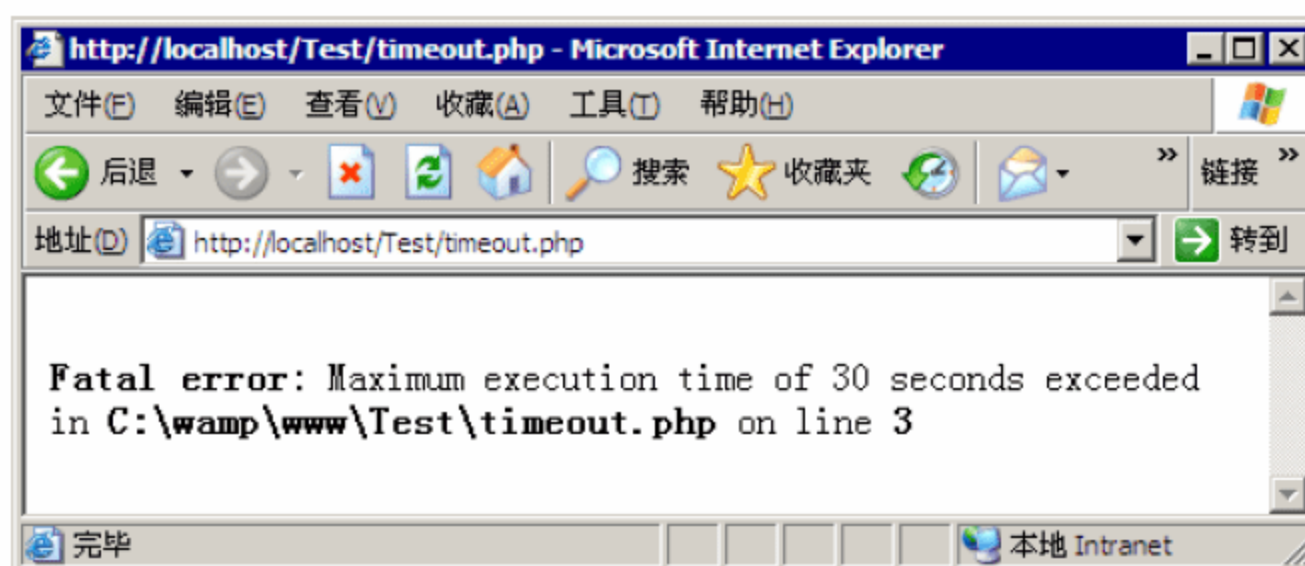 http://localhost/Test/timeout.php - Microsoft Internet Explorer
文件(F) 编辑(E) 查看(V) 收藏(A) 工具(T) 帮助(H)
后退 搜索 收藏夹 » 链接 »
地址(D) http://localhost/Test/timeout.php 转到
Fatal error: Maximum execution time of 30 seconds exceeded
in C:\wamp\www\Test\timeout.php on line 3
完毕 本地 Intranet